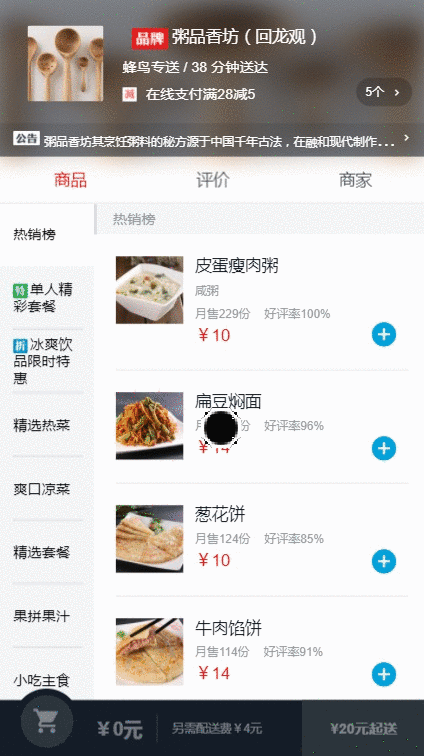 品牌 粥品香坊（回龙观）
蜂鸟专送 / 38 分钟送达
减 在线支付满28减5
5个 >
公告 粥品香坊其烹饪粥料的秘方源于中国千年古法，在融和现代制作... >
商品 评价 商家
热销榜
特 单人精
彩套餐
新 冰爽饮
品限时特
惠
精选热菜
爽口凉菜
精选套餐
果拼果汁
小吃主食
热销榜
皮蛋瘦肉粥
咸粥
月售229份 好评率100%
￥10
扁豆焖面
月 份 好评率96%
￥14
葱花饼
月售124份 好评率85%
￥10
牛肉馅饼
月售114份 好评率91%
￥14
￥0元 另需配送费￥4元 ￥20元起送